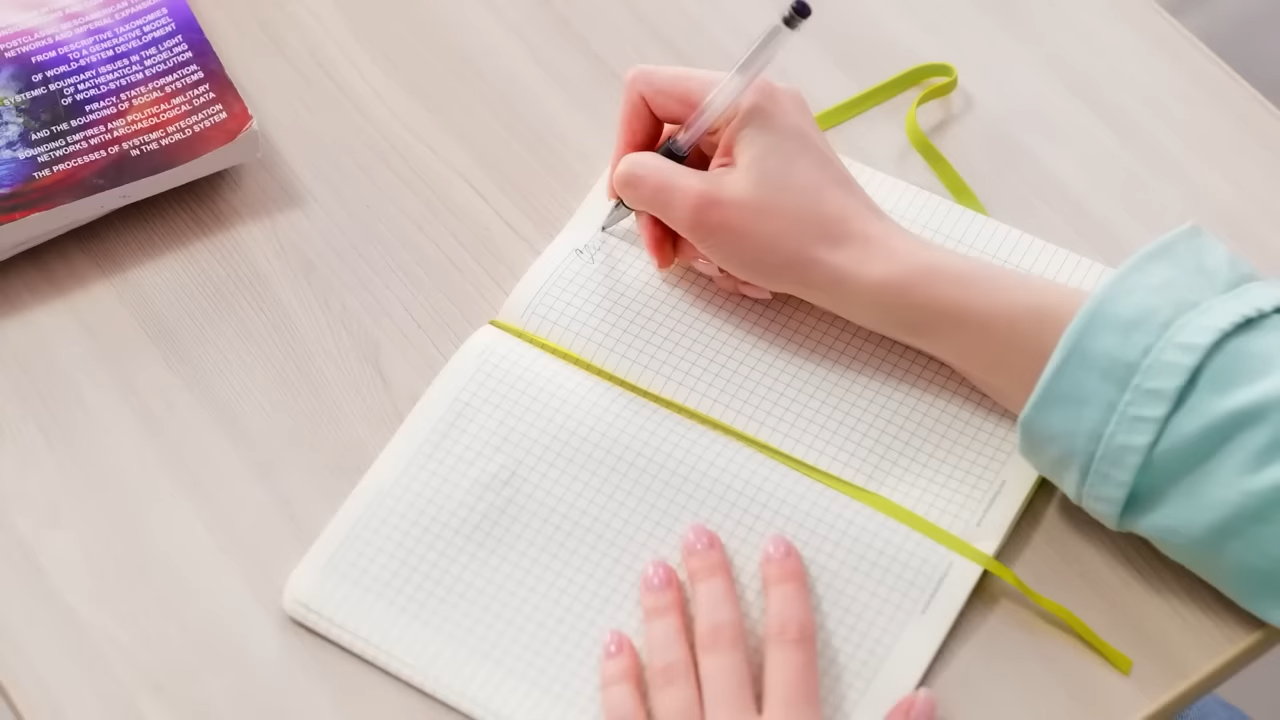 POSTCLASSIC MESOAMERICAN
NETWORKS AND IMPERIAL EXPANSION
FROM DESCRIPTIVE TAXONOMIES
TO A GENERATIVE MODEL
OF WORLD-SYSTEM DEVELOPMENT
SYSTEMIC BOUNDARY ISSUES IN THE LIGHT
OF MATHEMATICAL MODELING
OF WORLD-SYSTEM EVOLUTION
PIRACY, STATE-FORMATION,
AND THE BOUNDING OF SOCIAL SYSTEMS
BOUNDING EMPIRES AND POLITICAL/MILITARY
NETWORKS WITH ARCHAEOLOGICAL DATA
THE PROCESSES OF SYSTEMIC INTEGRATION
IN THE WORLD SYSTEM